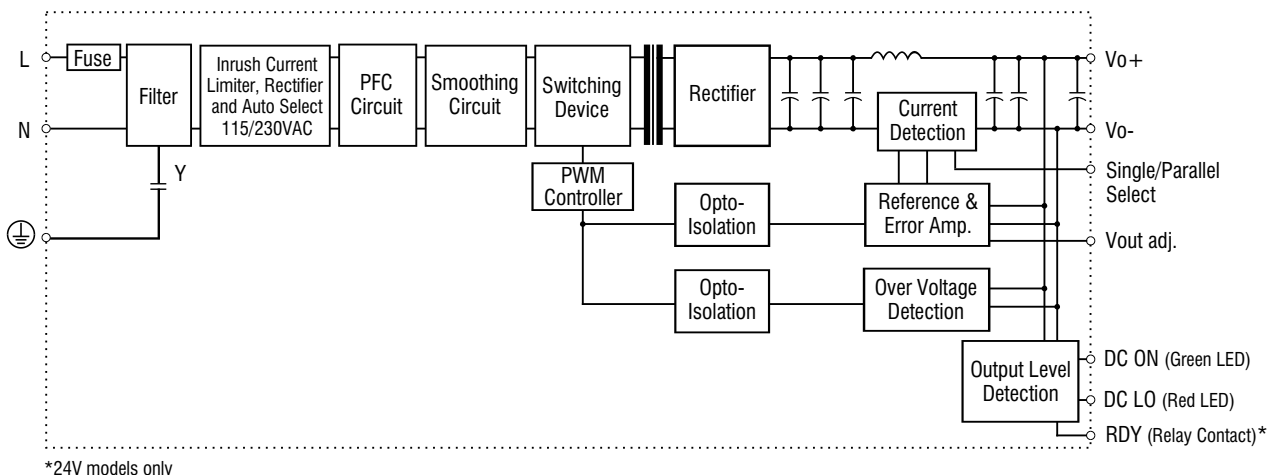 L
Fuse
N
Filter
Y
Inrush Current
Limiter, Rectifier
and Auto Select
115/230VAC
PFC
Circuit
Smoothing
Circuit
Switching
Device
PWM
Controller
Rectifier
Current
Detection
Opto-
Isolation
Reference &
Error Amp.
Opto-
Isolation
Over Voltage
Detection
Output Level
Detection
Vo+
Vo-
Single/Parallel
Select
Vout adj.
DC ON (Green LED)
DC LO (Red LED)
RDY (Relay Contact)*
*24V models only